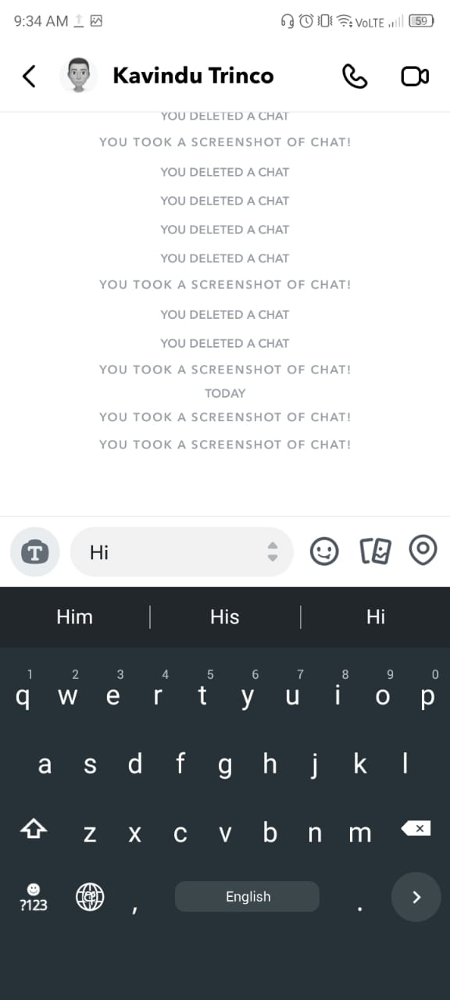 9:34 AM VoLTE 59
Kavindu Trinco
YOU DELETED A CHAT
YOU TOOK A SCREENSHOT OF CHAT!
YOU DELETED A CHAT
YOU DELETED A CHAT
YOU DELETED A CHAT
YOU DELETED A CHAT
YOU TOOK A SCREENSHOT OF CHAT!
YOU DELETED A CHAT
YOU DELETED A CHAT
YOU TOOK A SCREENSHOT OF CHAT!
TODAY
YOU TOOK A SCREENSHOT OF CHAT!
YOU TOOK A SCREENSHOT OF CHAT!
T Hi
Him His Hi
1 2 3 4 5 6 7 8 9 0
q w e r t y u i o p
a s d f g h j k l
z x c v b n m
?123 , English .